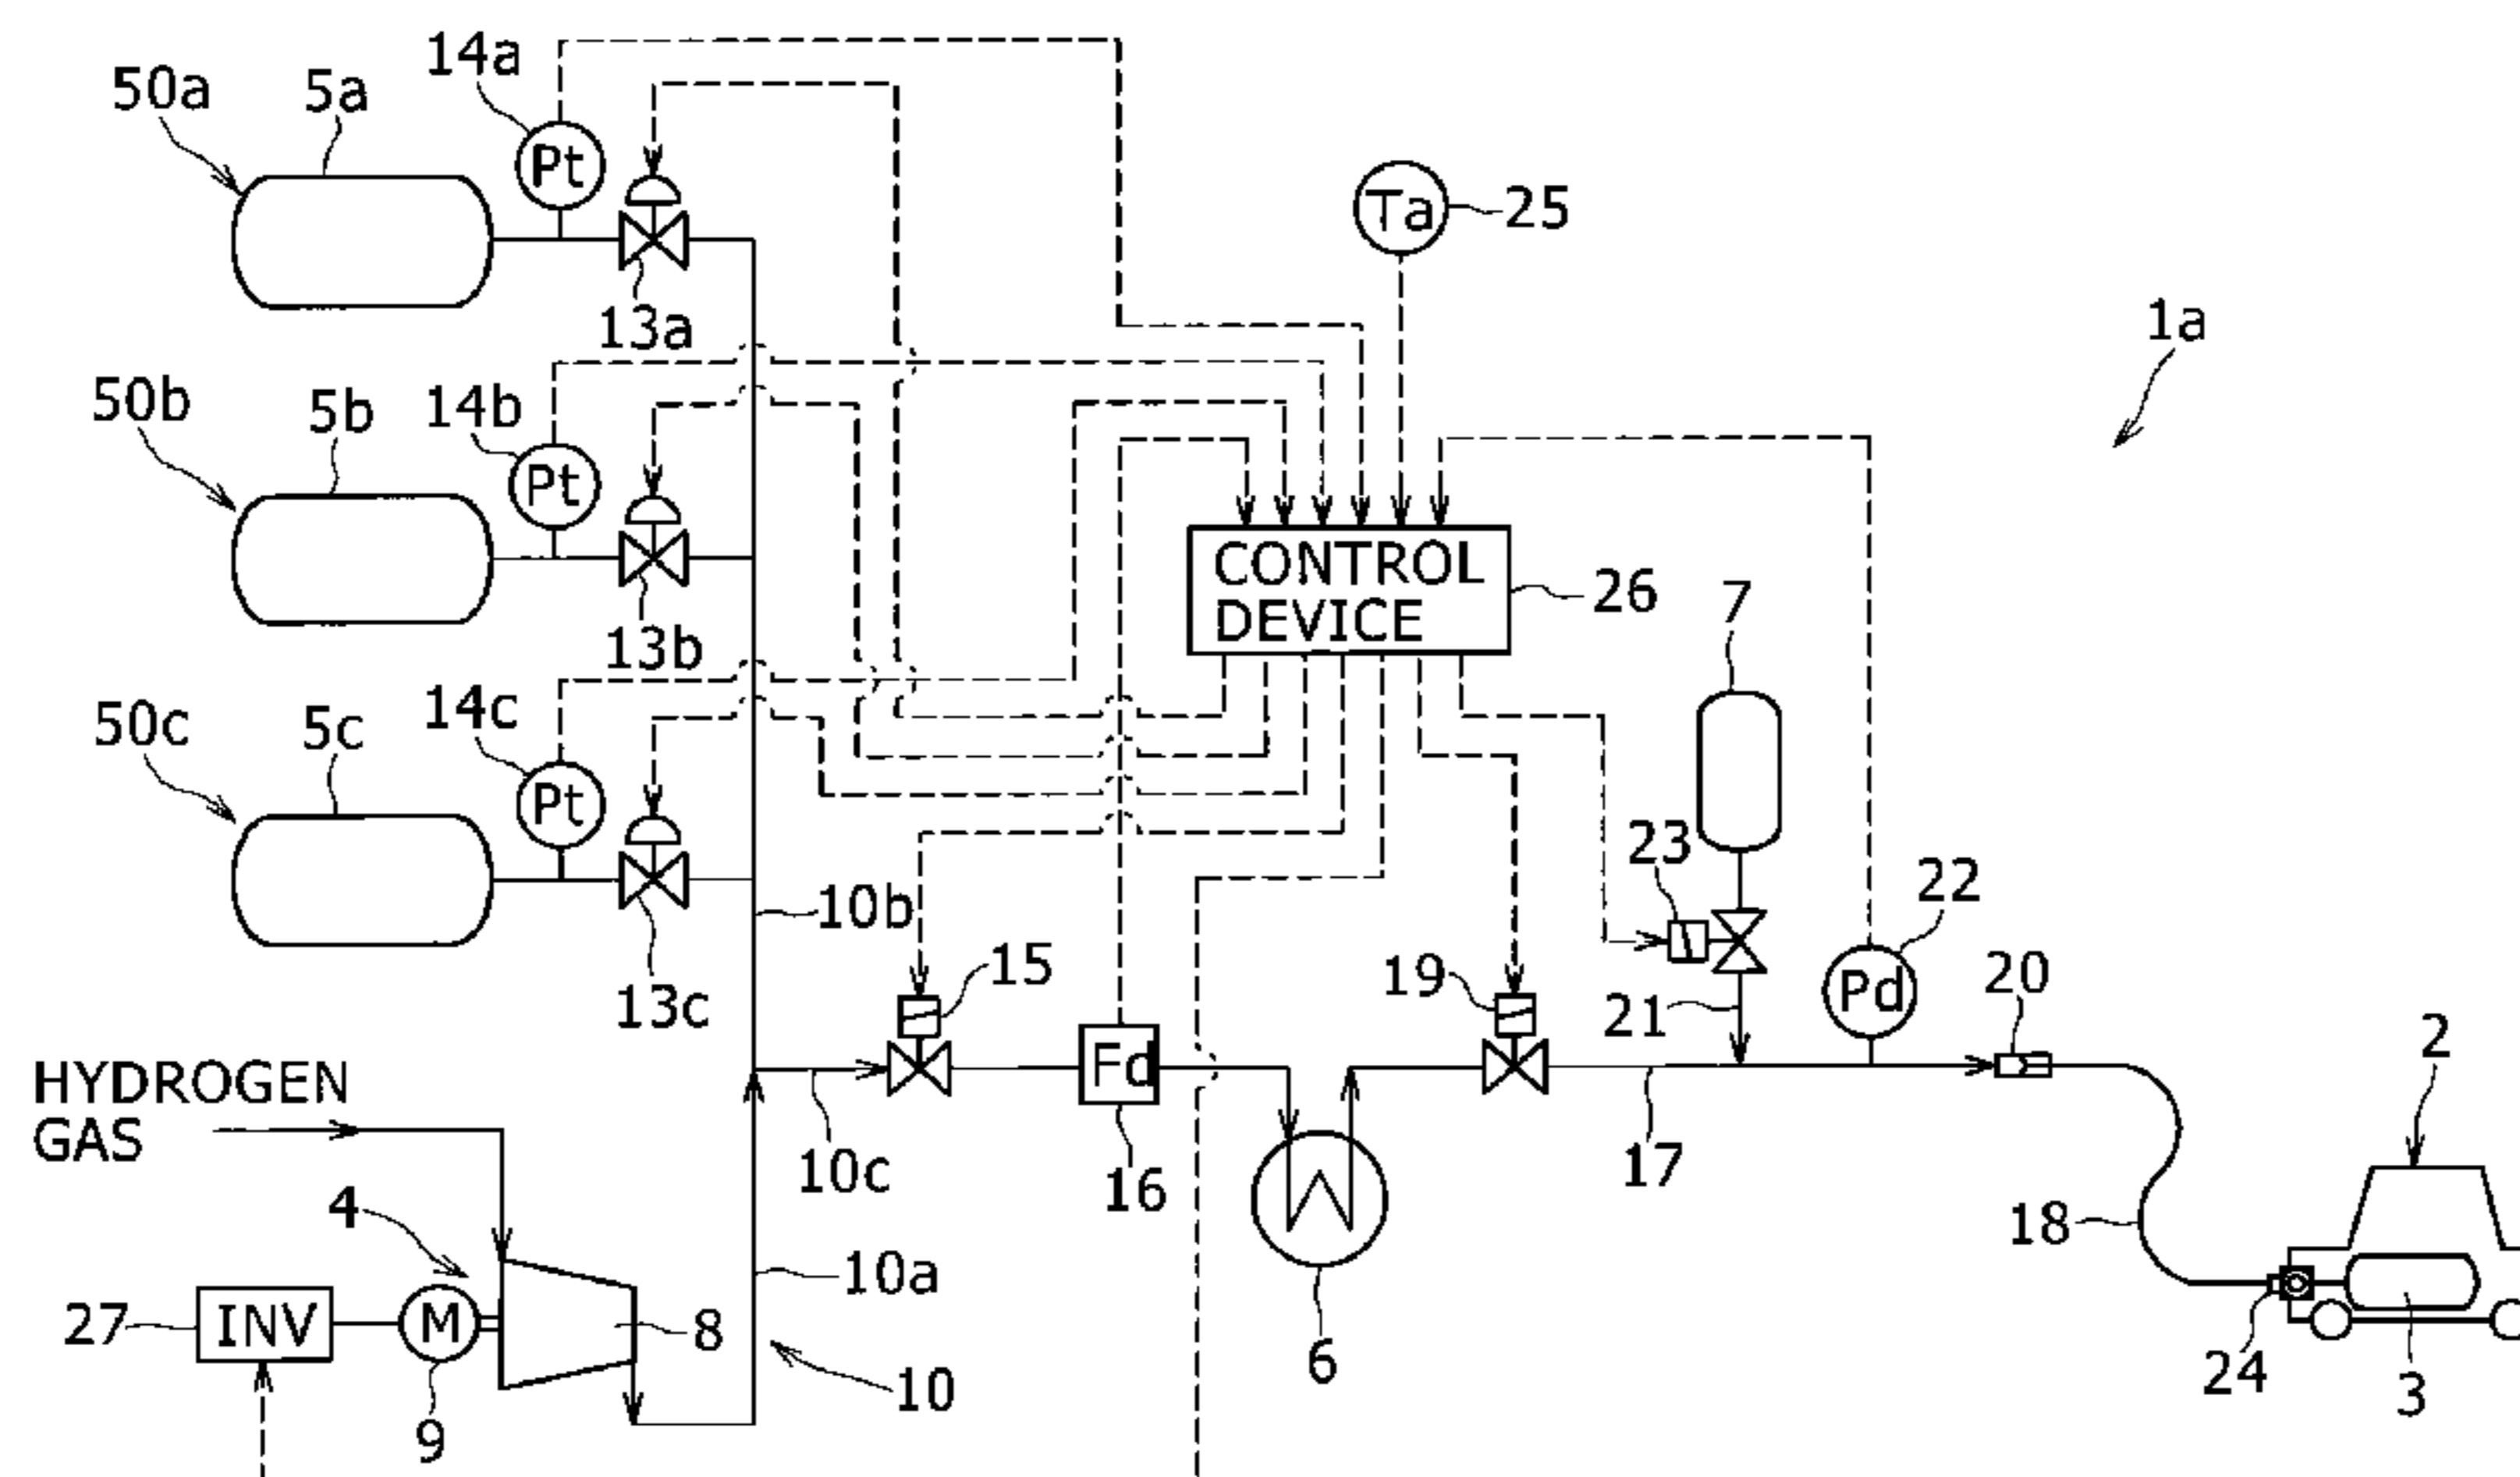 14a
50a
5a
Pt
Ta
25
13a
1a
50b
5b
14b
Pt
CONTROL
DEVICE
26
7
13b
50c
5c
14c
Pt
23
22
10b
15
19
Pd
20
13c
21
2
HYDROGEN
GAS
Fd
10c
16
17
4
18
10a
27
INV
M
8
6
24
3
10
9